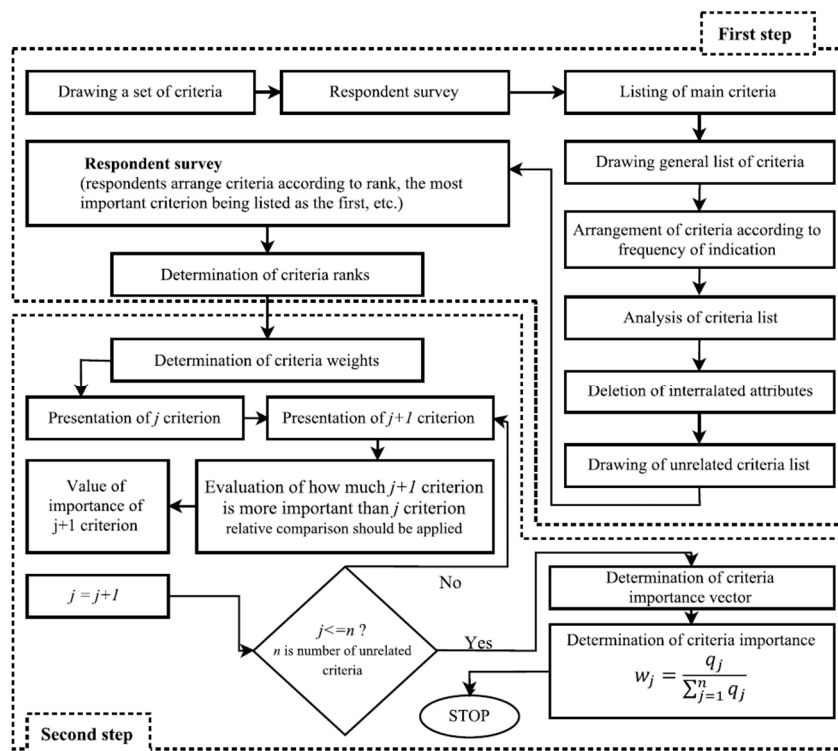 First step
Drawing a set of criteria
Respondent survey
Listing of main criteria
Drawing general list of criteria
Arrangement of criteria according to
frequency of indication
Analysis of criteria list
Deletion of interralated attributes
Drawing of unrelated criteria list
Respondent survey
(respondents arrange criteria according to rank, the most
important criterion being listed as the first, etc.)
Determination of criteria ranks
Determination of criteria weights
Presentation of j criterion
Presentation of j+1 criterion
Evaluation of how much j+1 criterion
is more important than j criterion
relative comparison should be applied
Value of
importance of
j+1 criterion
j = j+1
j<=n ?
n is number of unrelated
criteria
No
Yes
Determination of criteria
importance vector
Determination of criteria importance
w_j = q_j / ∑_{j=1}^{n} q_j
STOP
Second step